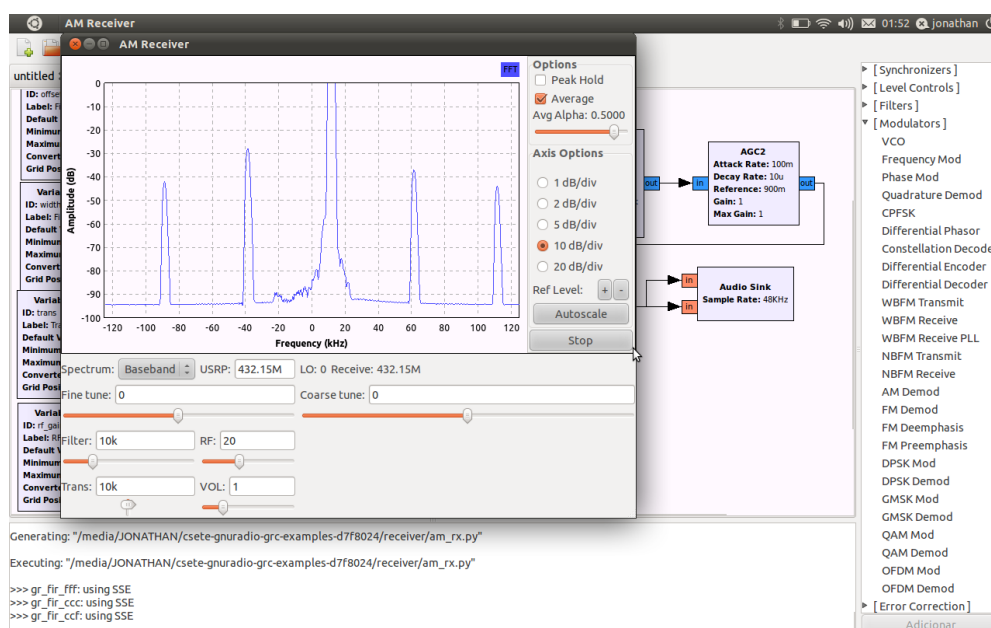 AM Receiver
01:52 jonathan
AM Receiver
untitled
ID: offse
Label: Fi
Default
Minimur
Maximu
Convert
Grid Pos
Varia
ID: width
Label: Fi
Default
Minimur
Maximu
Convert
Grid Pos
Varial
ID: trans
Label: Tra
Default V
Minimum
Maximum
Converte
Grid Posi
Varial
ID: rf_gai
Label: RF
Default V
Minimum
Maximum
Converte
Grid Posi
FFT
Amplitude (dB)
0
-10
-20
-30
-40
-50
-60
-70
-80
-90
-100
-120 -100 -80 -60 -40 -20 0 20 40 60 80 100 120
Frequency (kHz)
Options
Peak Hold
Average
Avg Alpha: 0.5000
Axis Options
1 dB/div
2 dB/div
5 dB/div
10 dB/div
20 dB/div
Ref Level: + -
Autoscale
Stop
Spectrum: Baseband USRP: 432.15M LO: 0 Receive: 432.15M
Fine tune: 0 Coarse tune: 0
Filter: 10k RF: 20
Trans: 10k VOL: 1
out
in
AGC2
Attack Rate: 100m
Decay Rate: 10u
Reference: 900m
Gain: 1
Max Gain: 1
out
in
in
Audio Sink
Sample Rate: 48KHz
[ Synchronizers ]
[ Level Controls ]
[ Filters ]
[ Modulators ]
VCO
Frequency Mod
Phase Mod
Quadrature Demod
CPFSK
Differential Phasor
Constellation Decode
Differential Encoder
Differential Decoder
WBFM Transmit
WBFM Receive
WBFM Receive PLL
NBFM Transmit
NBFM Receive
AM Demod
FM Demod
FM Deemphasis
FM Preemphasis
DPSK Mod
DPSK Demod
GMSK Mod
GMSK Demod
QAM Mod
QAM Demod
OFDM Mod
OFDM Demod
[ Error Correction ]
Adicionar
Generating: "/media/JONATHAN/csete-gnuradio-grc-examples-d7f8024/receiver/am_rx.py"
Executing: "/media/JONATHAN/csete-gnuradio-grc-examples-d7f8024/receiver/am_rx.py"
>>> gr_fir_fff: using SSE
>>> gr_fir_ccc: using SSE
>>> gr_fir_ccf: using SSE